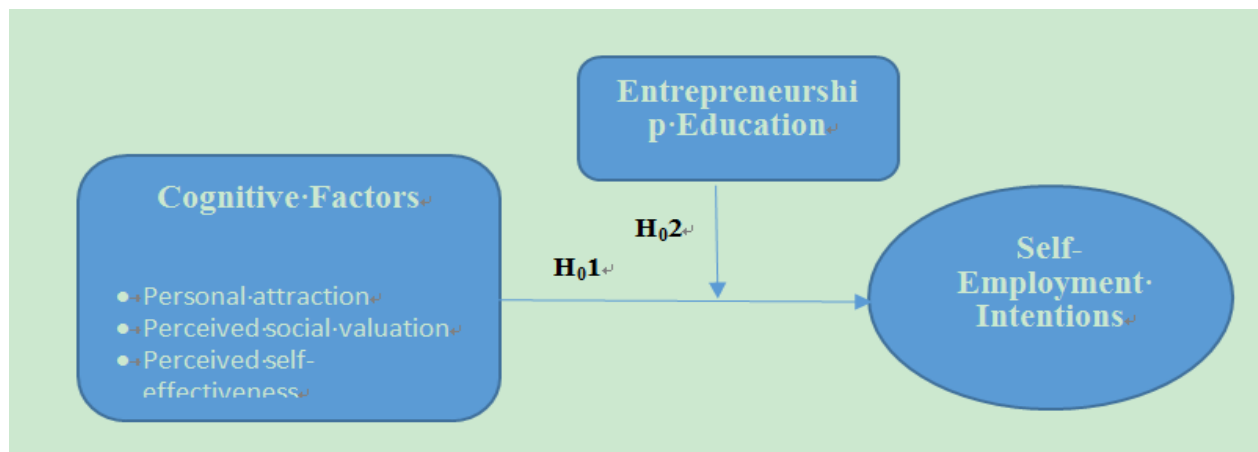 Entrepreneurshi
p·Education
Cognitive·Factors
H₀2
H₀1
Self-
Employment·
Intentions
Personal·attraction
Perceived·social·valuation
Perceived·self-
effectiveness